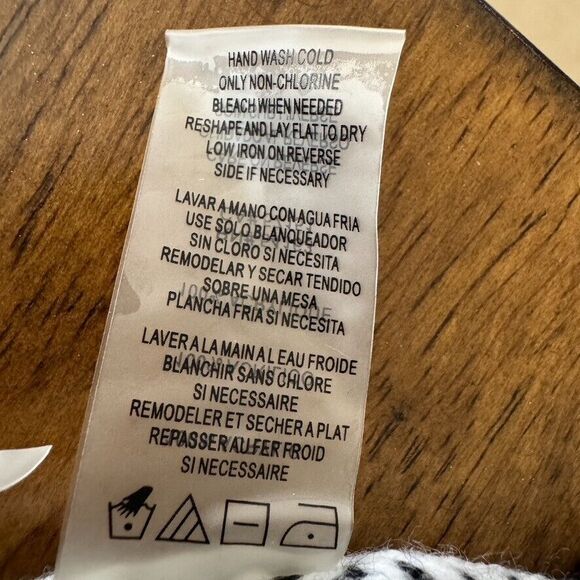 HAND WASH COLD
ONLY NON-CHLORINE
BLEACH WHEN NEEDED
RESHAPE AND LAY FLAT TO DRY
LOW IRON ON REVERSE
SIDE IF NECESSARY
LAVAR A MANO CON AGUA FRIA
USE SOLO BLANQUEADOR
SIN CLORO SI NECESITA
REMODELAR Y SECAR TENDIDO
SOBRE UNA MESA
PLANCHA FRIA SI NECESITA
LAVER A LA MAIN A L EAU FROIDE
BLANCHIR SANS CHLORE
SI NECESSAIRE
REMODELER ET SECHER A PLAT
REPASSER AU FER FROID
SI NECESSAIRE